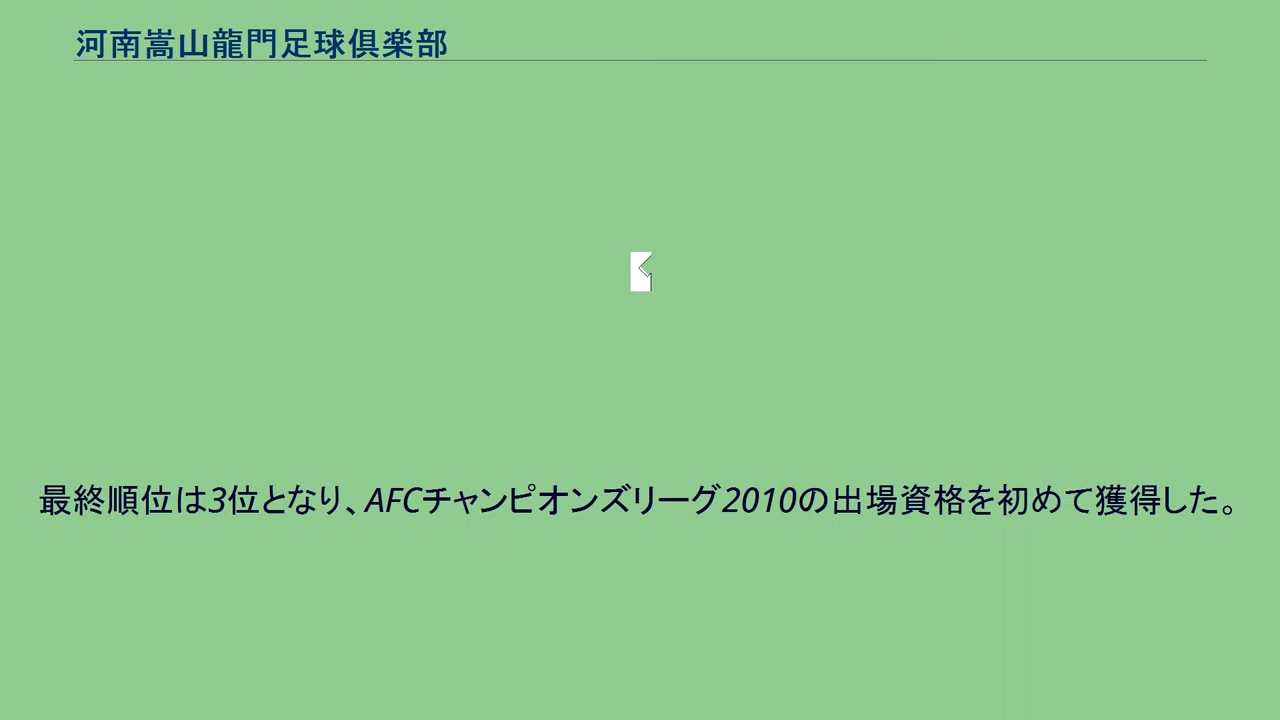 河南嵩山龍門足球倶楽部
最終順位は3位となり、AFCチャンピオンズリーグ2010の出場資格を初めて獲得した。